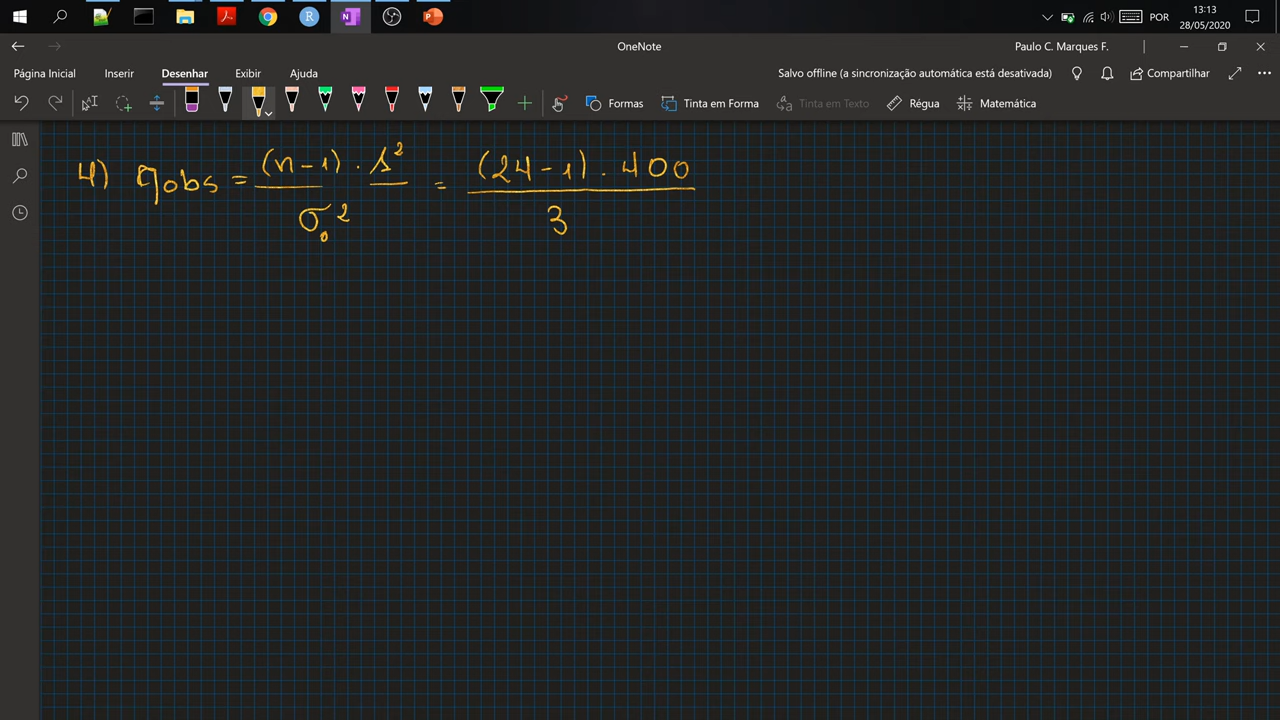 13:13
POR
28/05/2020
OneNote
Paulo C. Marques F.
Página Inicial Inserir Desenhar Exibir Ajuda
Salvo offline (a sincronização automática está desativada)
Compartilhar
Formas Tinta em Forma Tinta em Texto Régua Matemática
4) qobs = (n-1) · s² / σ₀² = (24-1) · 400 / 3